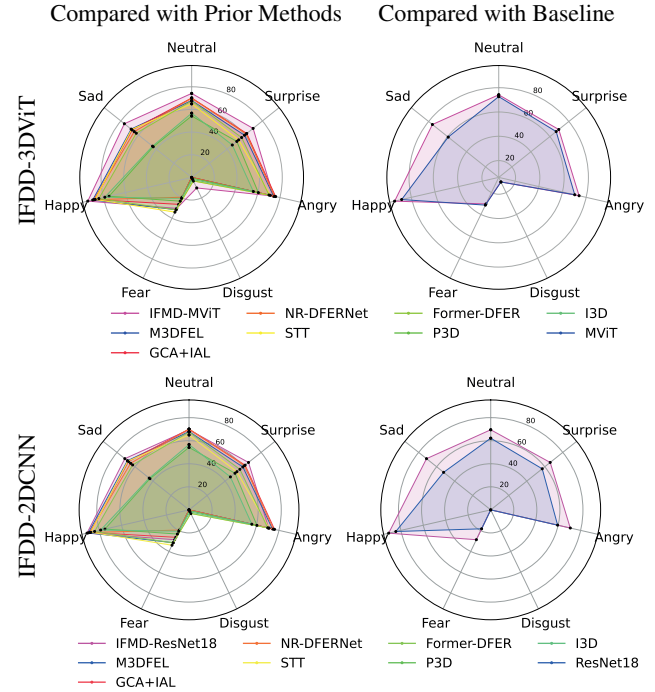 Compared with Prior Methods
Compared with Baseline
IFDD-3DViT
Neutral
Surprise
Angry
Disgust
Fear
Happy
Sad
20
40
60
80
Neutral
Surprise
Angry
Disgust
Fear
Happy
Sad
20
40
60
80
IFMD-MViT
M3DFEL
GCA+IAL
NR-DFERNet
STT
Former-DFER
P3D
I3D
MViT
IFDD-2DCNN
Neutral
Surprise
Angry
Disgust
Fear
Happy
Sad
20
40
60
80
Neutral
Surprise
Angry
Disgust
Fear
Happy
Sad
20
40
60
80
IFMD-ResNet18
M3DFEL
GCA+IAL
NR-DFERNet
STT
Former-DFER
P3D
I3D
ResNet18